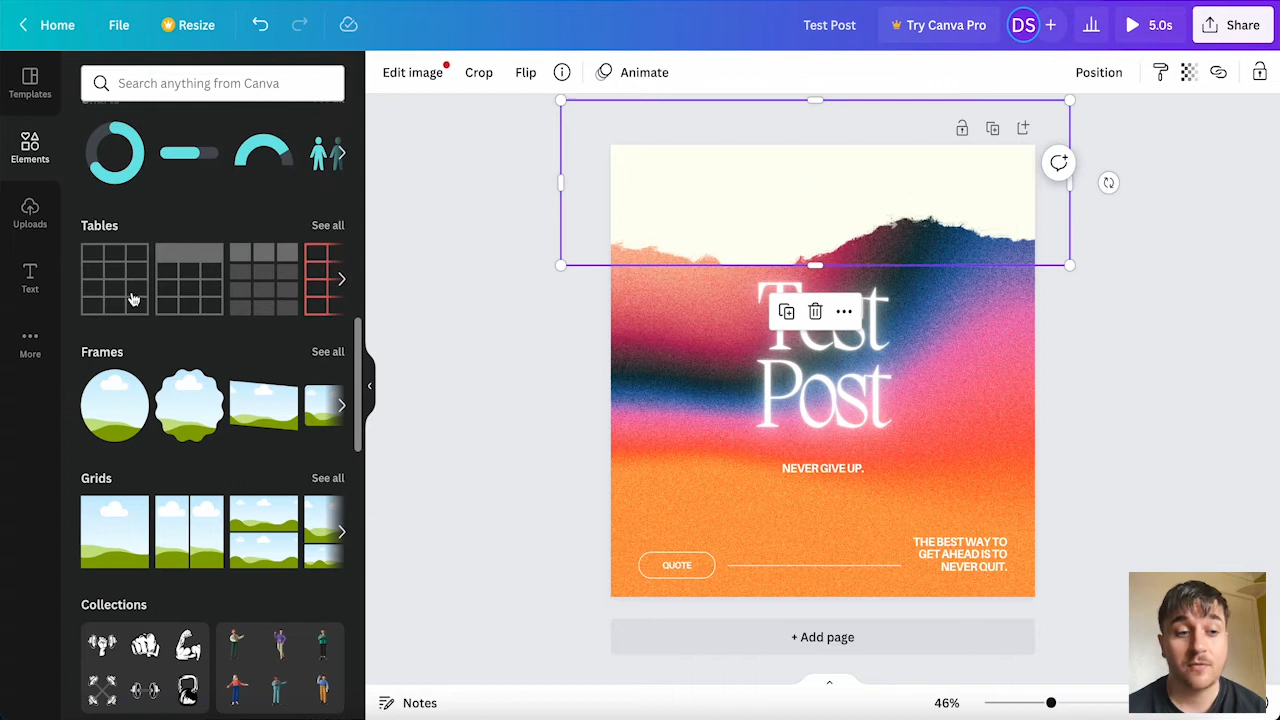 Home File Resize Test Post Try Canva Pro DS + 5.0s Share
Templates
Elements
Uploads
Text
More
Search anything from Canva
Tables See all
Frames See all
Grids See all
Collections
Edit image Crop Flip Animate Position
Test
Post
NEVER GIVE UP.
QUOTE
THE BEST WAY TO
GET AHEAD IS TO
NEVER QUIT.
+ Add page
Notes 46%